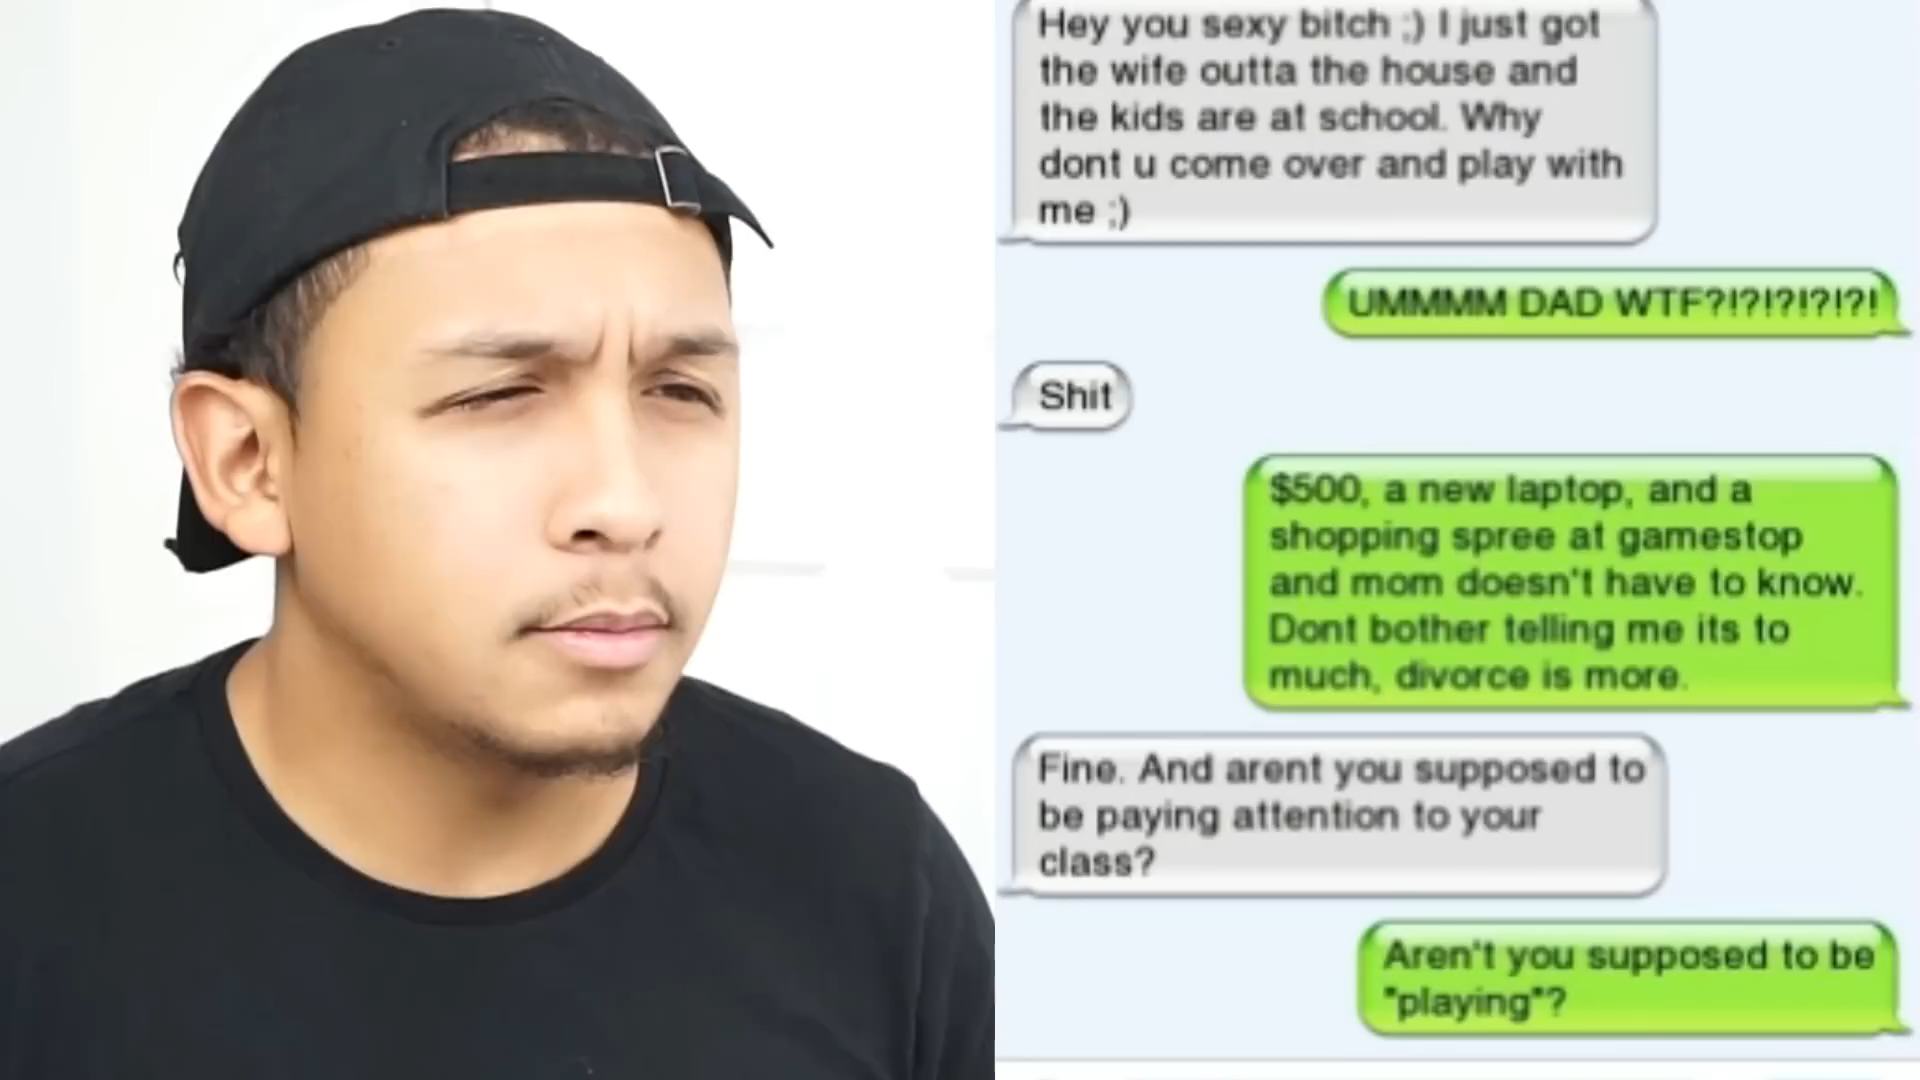 Hey you sexy bitch ;) I just got
the wife outta the house and
the kids are at school. Why
dont u come over and play with
me ;)
UMMMM DAD WTF?!?!?!?!?!
Shit
$500, a new laptop, and a
shopping spree at gamestop
and mom doesn't have to know.
Dont bother telling me its to
much, divorce is more.
Fine. And arent you supposed to
be paying attention to your
class?
Aren't you supposed to be
"playing"?